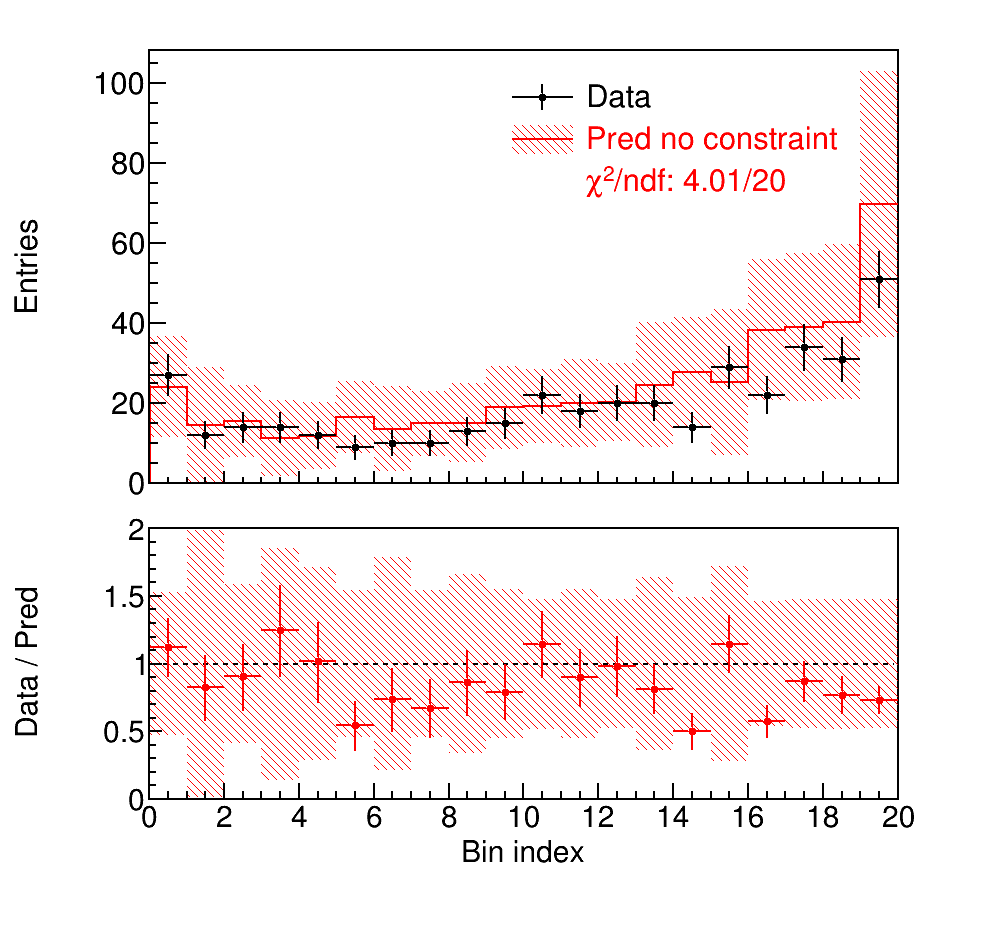 100
80
60
40
20
0
Entries
Data
Pred no constraint
χ²/ndf: 4.01/20
2
1.5
1
0.5
0
Data / Pred
0 2 4 6 8 10 12 14 16 18 20
Bin index